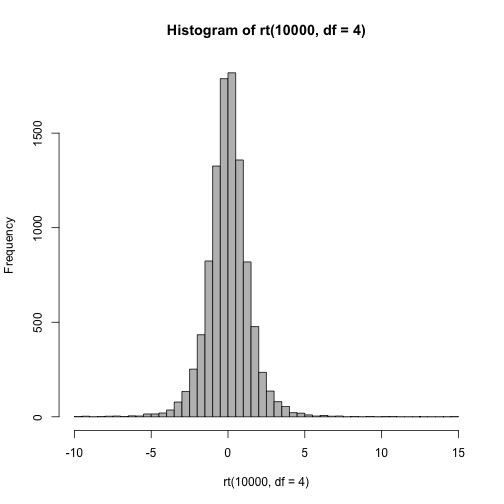 Histogram of rt(10000, df = 4)
Frequency
1500
1000
500
0
-10 -5 0 5 10 15
rt(10000, df = 4)